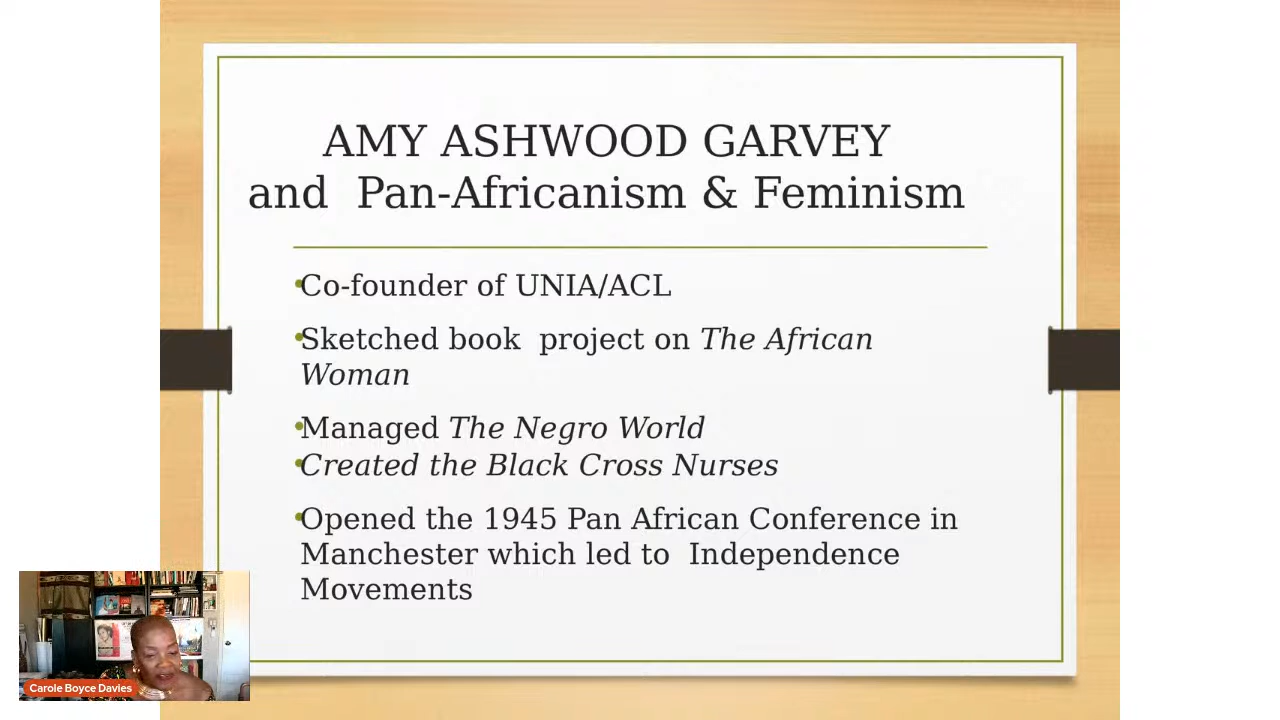 AMY ASHWOOD GARVEY
and Pan-Africanism & Feminism
•Co-founder of UNIA/ACL
•Sketched book project on The African
Woman
•Managed The Negro World
•Created the Black Cross Nurses
•Opened the 1945 Pan African Conference in
Manchester which led to Independence
Movements
Carole Boyce Davies